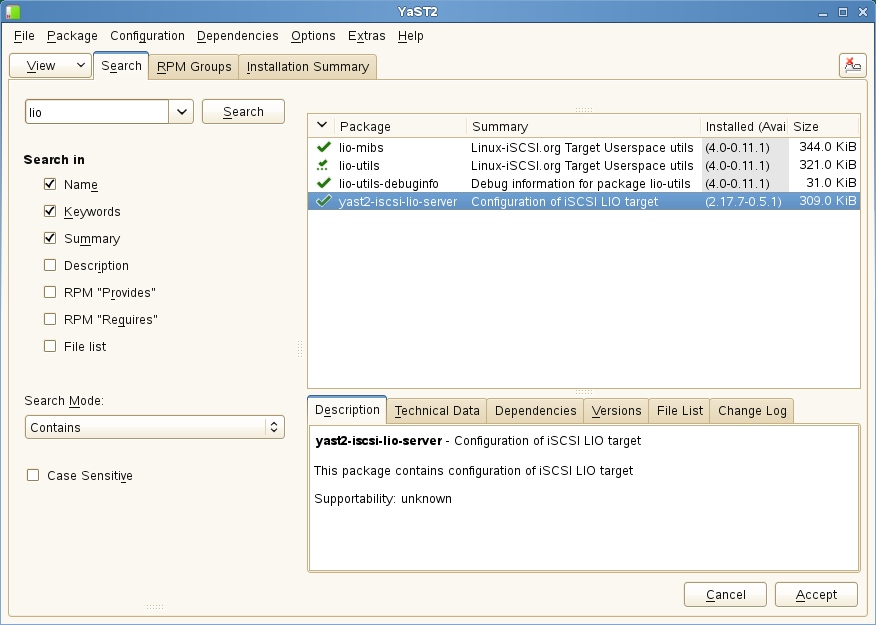 YaST2
File Package Configuration Dependencies Options Extras Help
View Search RPM Groups Installation Summary
lio Search
Search in
Name
Keywords
Summary
Description
RPM "Provides"
RPM "Requires"
File list
Search Mode:
Contains
Case Sensitive
Package Summary Installed (Avai Size
lio-mibs Linux-iSCSI.org Target Userspace utils (4.0-0.11.1) 344.0 KiB
lio-utils Linux-iSCSI.org Target Userspace utils (4.0-0.11.1) 321.0 KiB
lio-utils-debuginfo Debug information for package lio-utils (4.0-0.11.1) 31.0 KiB
yast2-iscsi-lio-server Configuration of iSCSI LIO target (2.17.7-0.5.1) 309.0 KiB
Description Technical Data Dependencies Versions File List Change Log
yast2-iscsi-lio-server - Configuration of iSCSI LIO target
This package contains configuration of iSCSI LIO target
Supportability: unknown
Cancel Accept